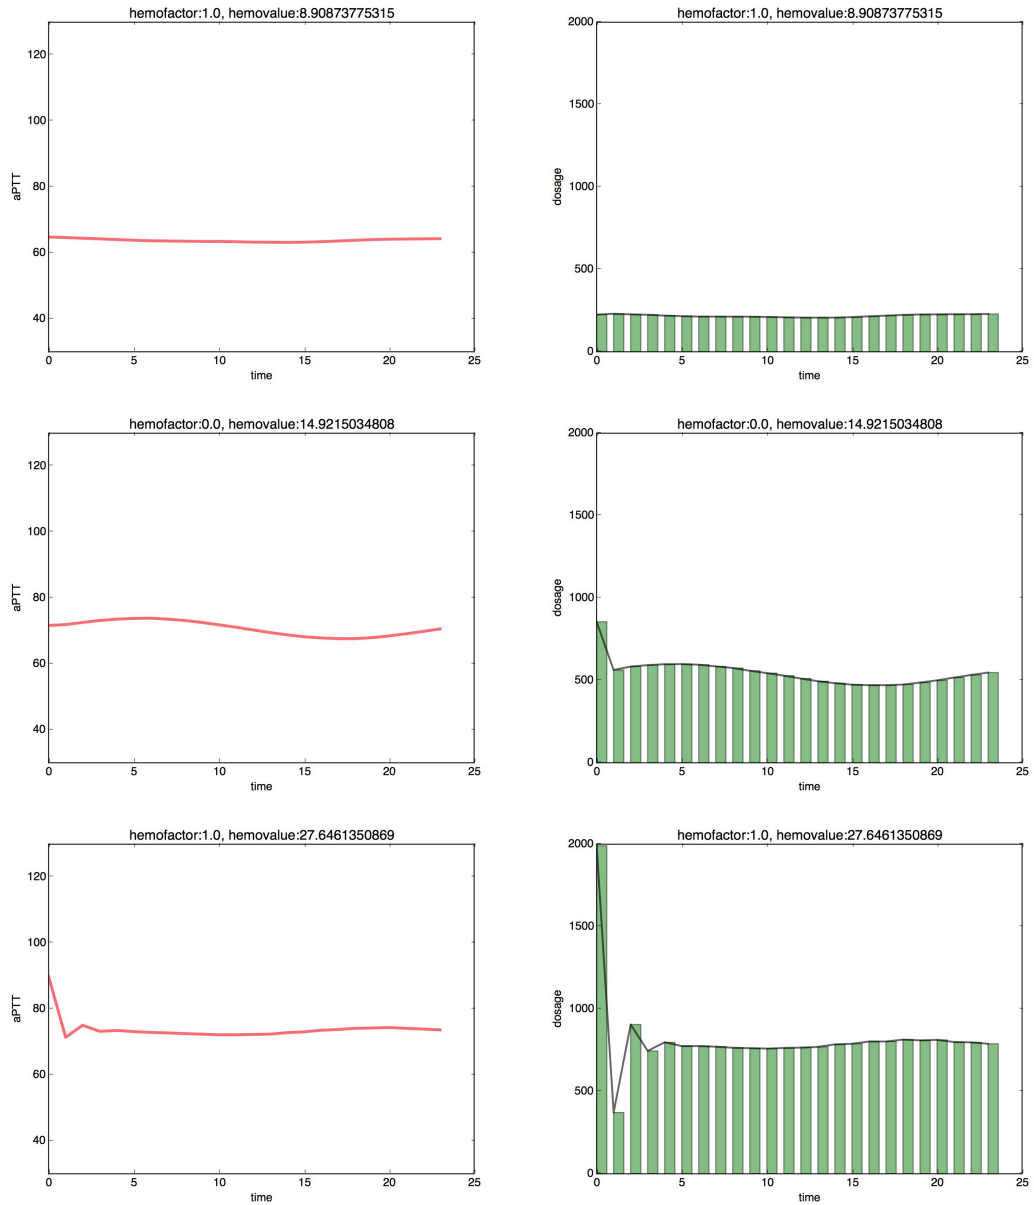 hemofactor:1.0, hemovalue:8.90873775315
120
100
80
60
40
aPTT
0 5 10 15 20 25
time
hemofactor:1.0, hemovalue:8.90873775315
2000
1500
1000
500
0
dosage
0 5 10 15 20 25
time
hemofactor:0.0, hemovalue:14.9215034808
120
100
80
60
40
aPTT
0 5 10 15 20 25
time
hemofactor:0.0, hemovalue:14.9215034808
2000
1500
1000
500
0
dosage
0 5 10 15 20 25
time
hemofactor:1.0, hemovalue:27.6461350869
120
100
80
60
40
aPTT
0 5 10 15 20 25
time
hemofactor:1.0, hemovalue:27.6461350869
2000
1500
1000
500
0
dosage
0 5 10 15 20 25
time